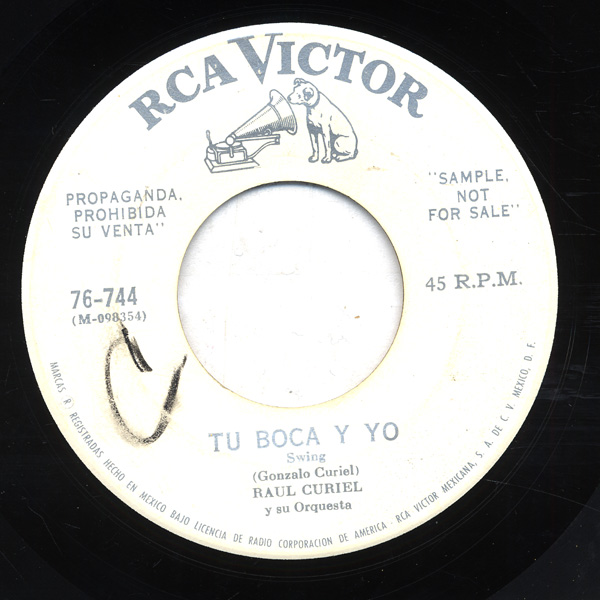 RCA VICTOR
PROPAGANDA,
PROHIBIDA
SU VENTA"
"SAMPLE,
NOT
FOR SALE"
76-744
(M-098354)
45 R.P.M.
C
TU BOCA Y YO
Swing
(Gonzalo Curiel)
RAUL CURIEL
y su Orquesta
MARCAS R) REGISTRADAS HECHO EN MEXICO BAJO LICENCIA DE RADIO CORPORACION DE AMERICA - RCA VICTOR MEXICANA, S. A. DE C. V. MEXICO, D. F.